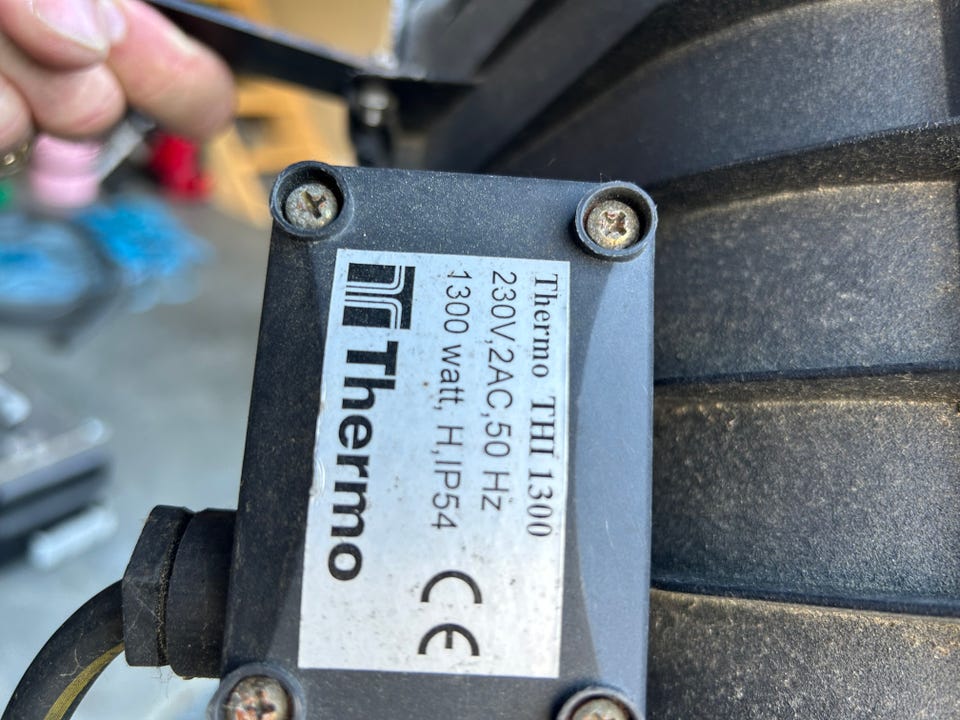 Thermo THI 1300
230V,2AC,50 Hz
1300 watt, H,IP54
CE
Thermo